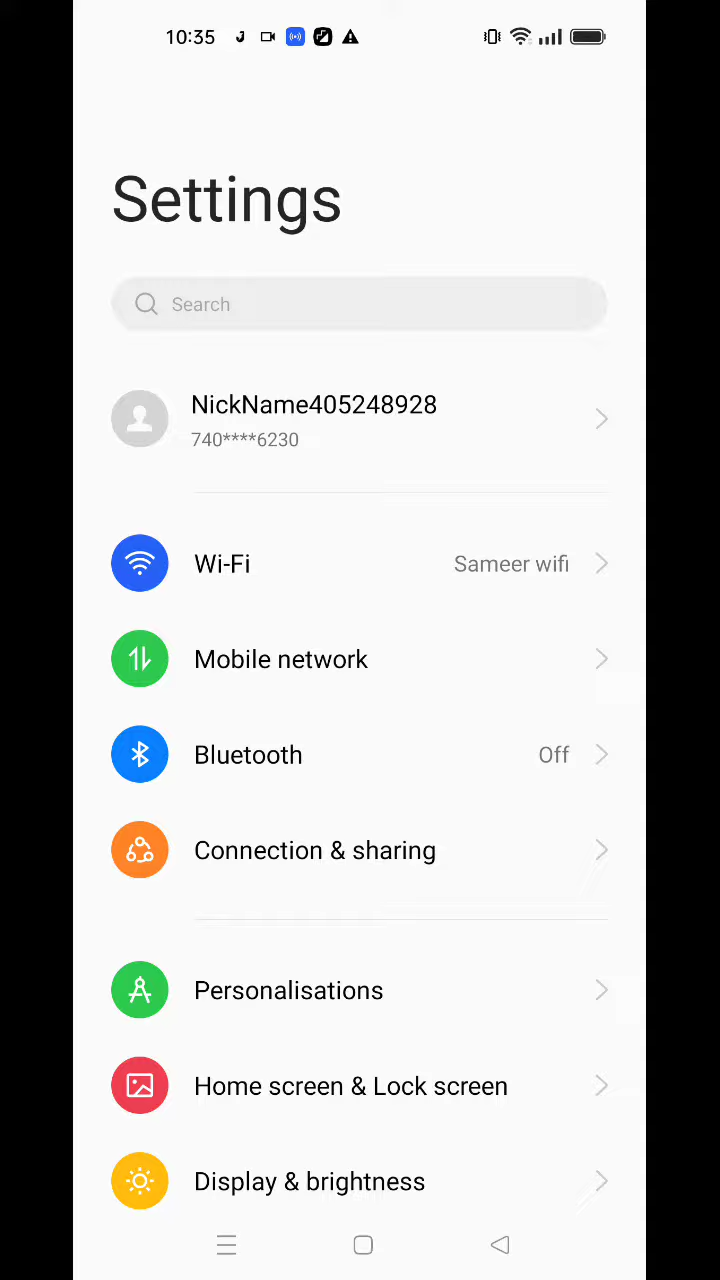 10:35
Settings
Search
NickName405248928
740****6230
Wi-Fi Sameer wifi
Mobile network
Bluetooth Off
Connection & sharing
Personalisations
Home screen & Lock screen
Display & brightness